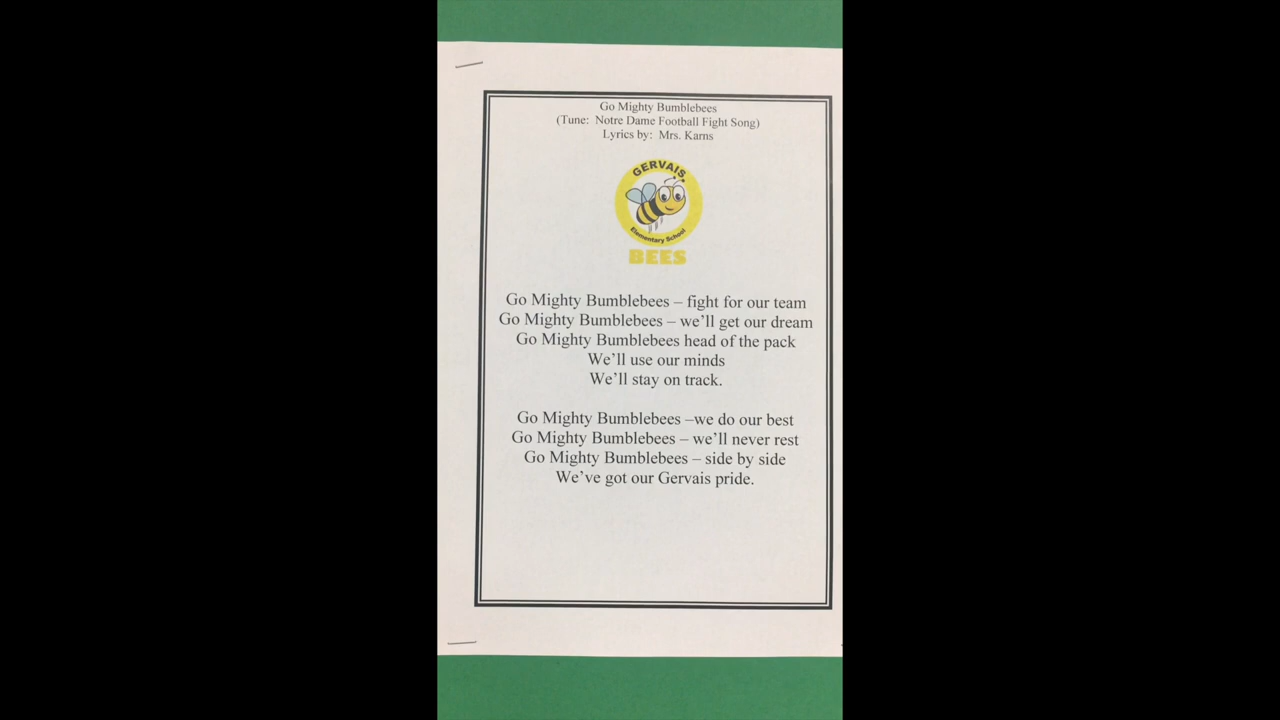 Go Mighty Bumblebees
(Tune: Notre Dame Football Fight Song)
Lyrics by: Mrs. Karns
GERVAIS
Elementary School
BEES
Go Mighty Bumblebees – fight for our team
Go Mighty Bumblebees – we'll get our dream
Go Mighty Bumblebees head of the pack
We'll use our minds
We'll stay on track.
Go Mighty Bumblebees –we do our best
Go Mighty Bumblebees – we'll never rest
Go Mighty Bumblebees – side by side
We've got our Gervais pride.